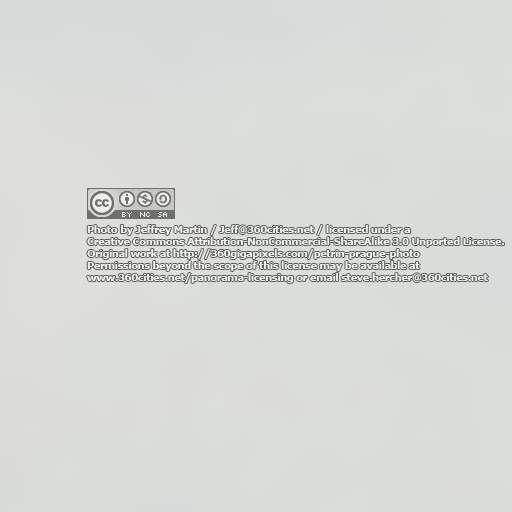 cc
BY NC SA
Photo by Jeffrey Martin / Jeff@360cities.net / licensed under a
Creative Commons Attribution-NonCommercial-ShareAlike 3.0 Unported License.
Original work at http://360gigapixels.com/petrin-prague-photo
Permissions beyond the scope of this license may be available at
www.360cities.net/panorama-licensing or email steve.hercher@360cities.net